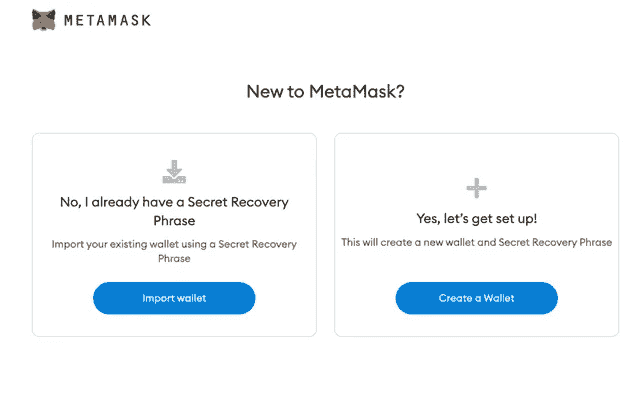 METAMASK
New to MetaMask?
No, I already have a Secret Recovery
Phrase
Import your existing wallet using a Secret Recovery
Phrase
Import wallet
Yes, let's get set up!
This will create a new wallet and Secret Recovery Phrase
Create a Wallet